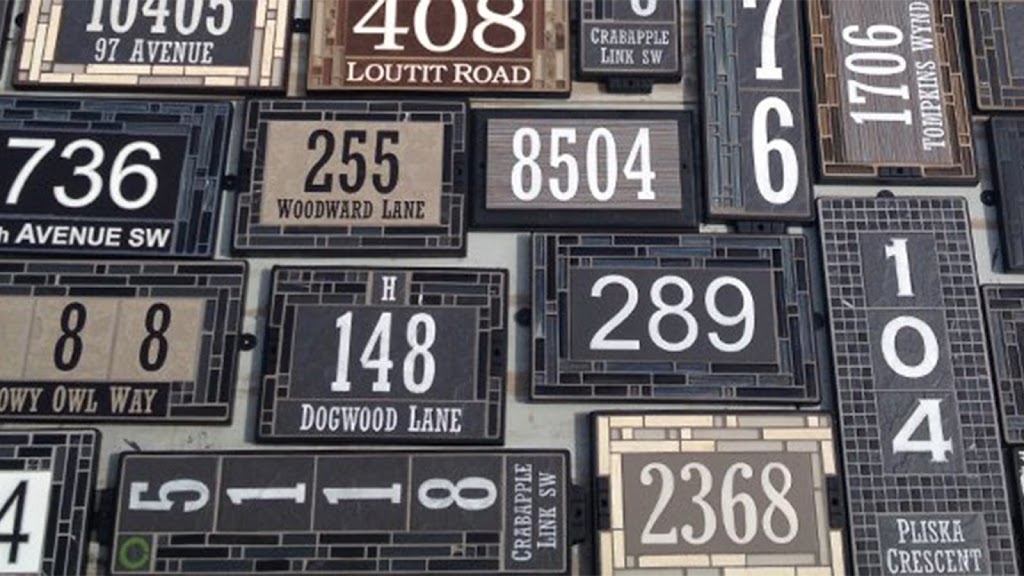 10405
97 AVENUE
408
LOUTIT ROAD
CRABAPPLE
LINK SW
7
6
1706
TOMPKINS WYND
736
AVENUE SW
255
WOODWARD LANE
8504
1
0
4
PLISKA
CRESCENT
8 8
OWL WAY
H
148
DOGWOOD LANE
289
4
5 1 1 8
CRABAPPLE
LINK SW
2368